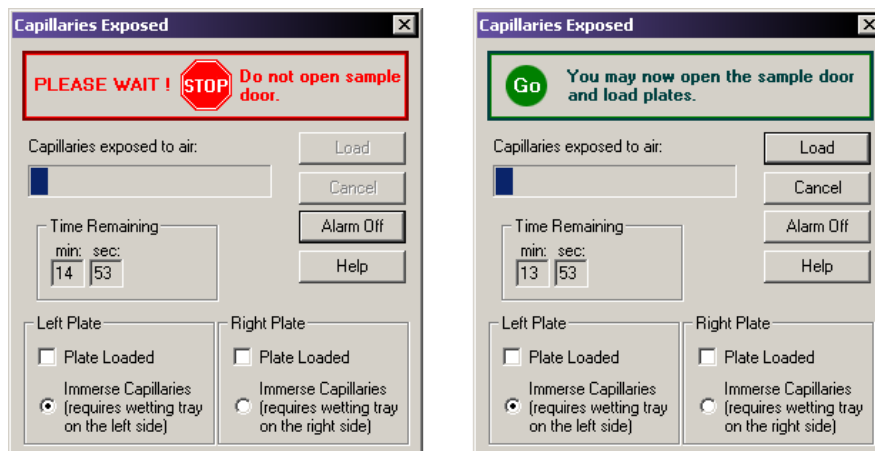 Capillaries Exposed
PLEASE WAIT ! STOP Do not open sample
door.
Capillaries exposed to air:
Load
Cancel
Time Remaining
Alarm Off
min: sec:
14 53
Help
Left Plate
Right Plate
Plate Loaded
Plate Loaded
Immerse Capillaries
(requires wetting tray
on the left side)
Immerse Capillaries
(requires wetting tray
on the right side)
Capillaries Exposed
Go You may now open the sample door
and load plates.
Capillaries exposed to air:
Load
Cancel
Time Remaining
Alarm Off
min: sec:
13 53
Help
Left Plate
Right Plate
Plate Loaded
Plate Loaded
Immerse Capillaries
(requires wetting tray
on the left side)
Immerse Capillaries
(requires wetting tray
on the right side)